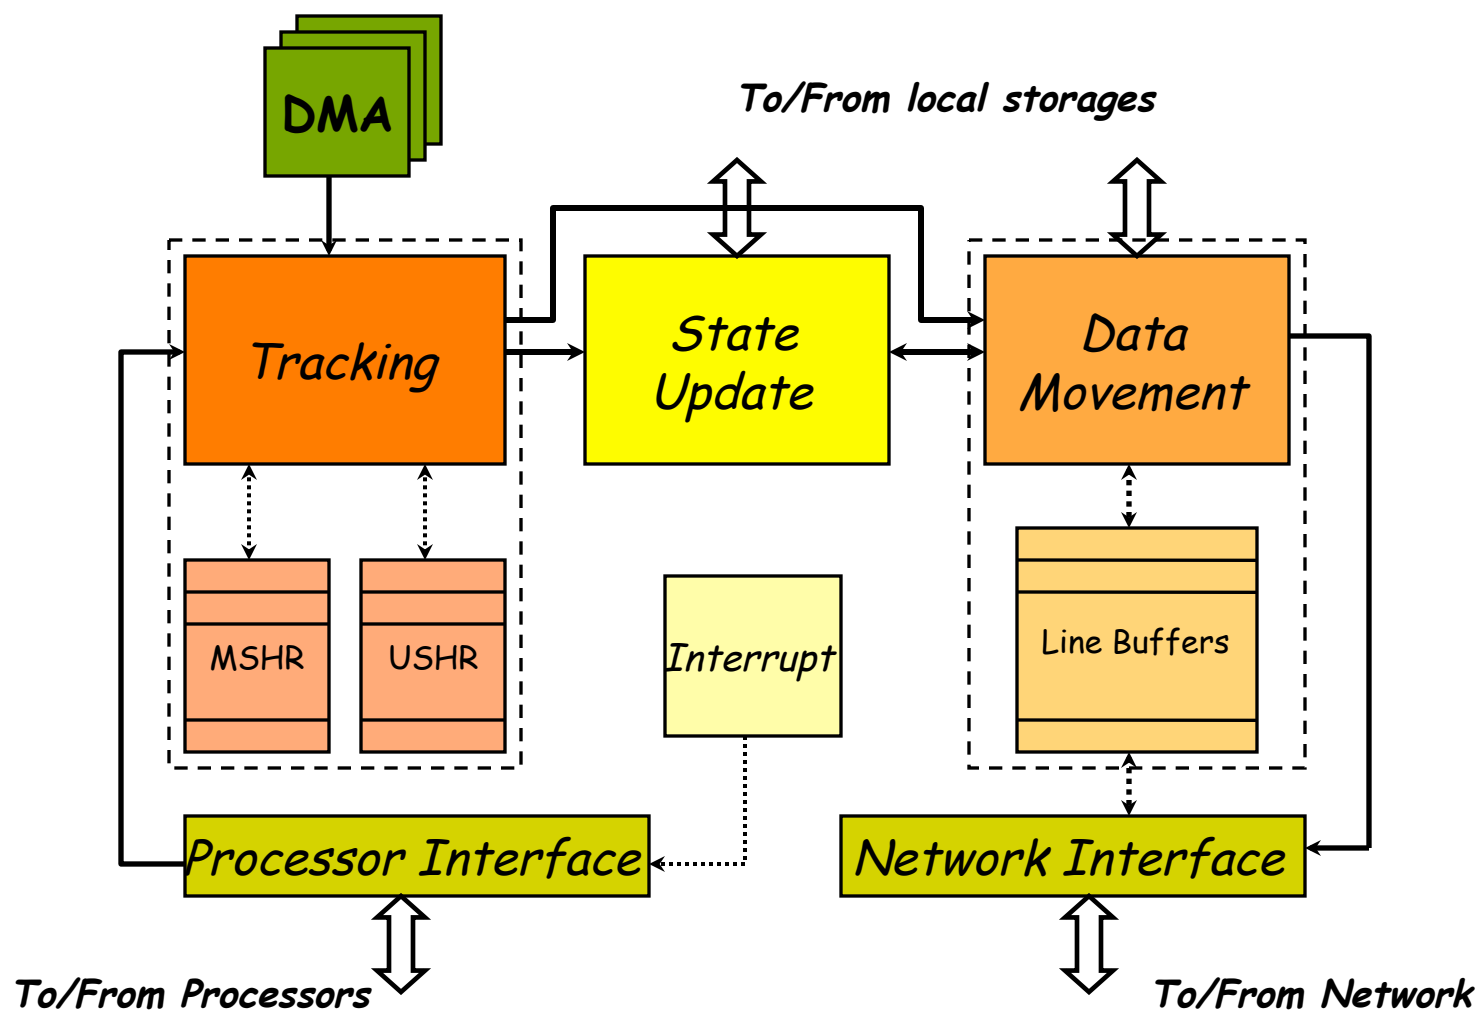 DMA
To/From local storages
Tracking
State
Update
Data
Movement
MSHR
USHR
Interrupt
Line Buffers
Processor Interface
Network Interface
To/From Processors
To/From Network